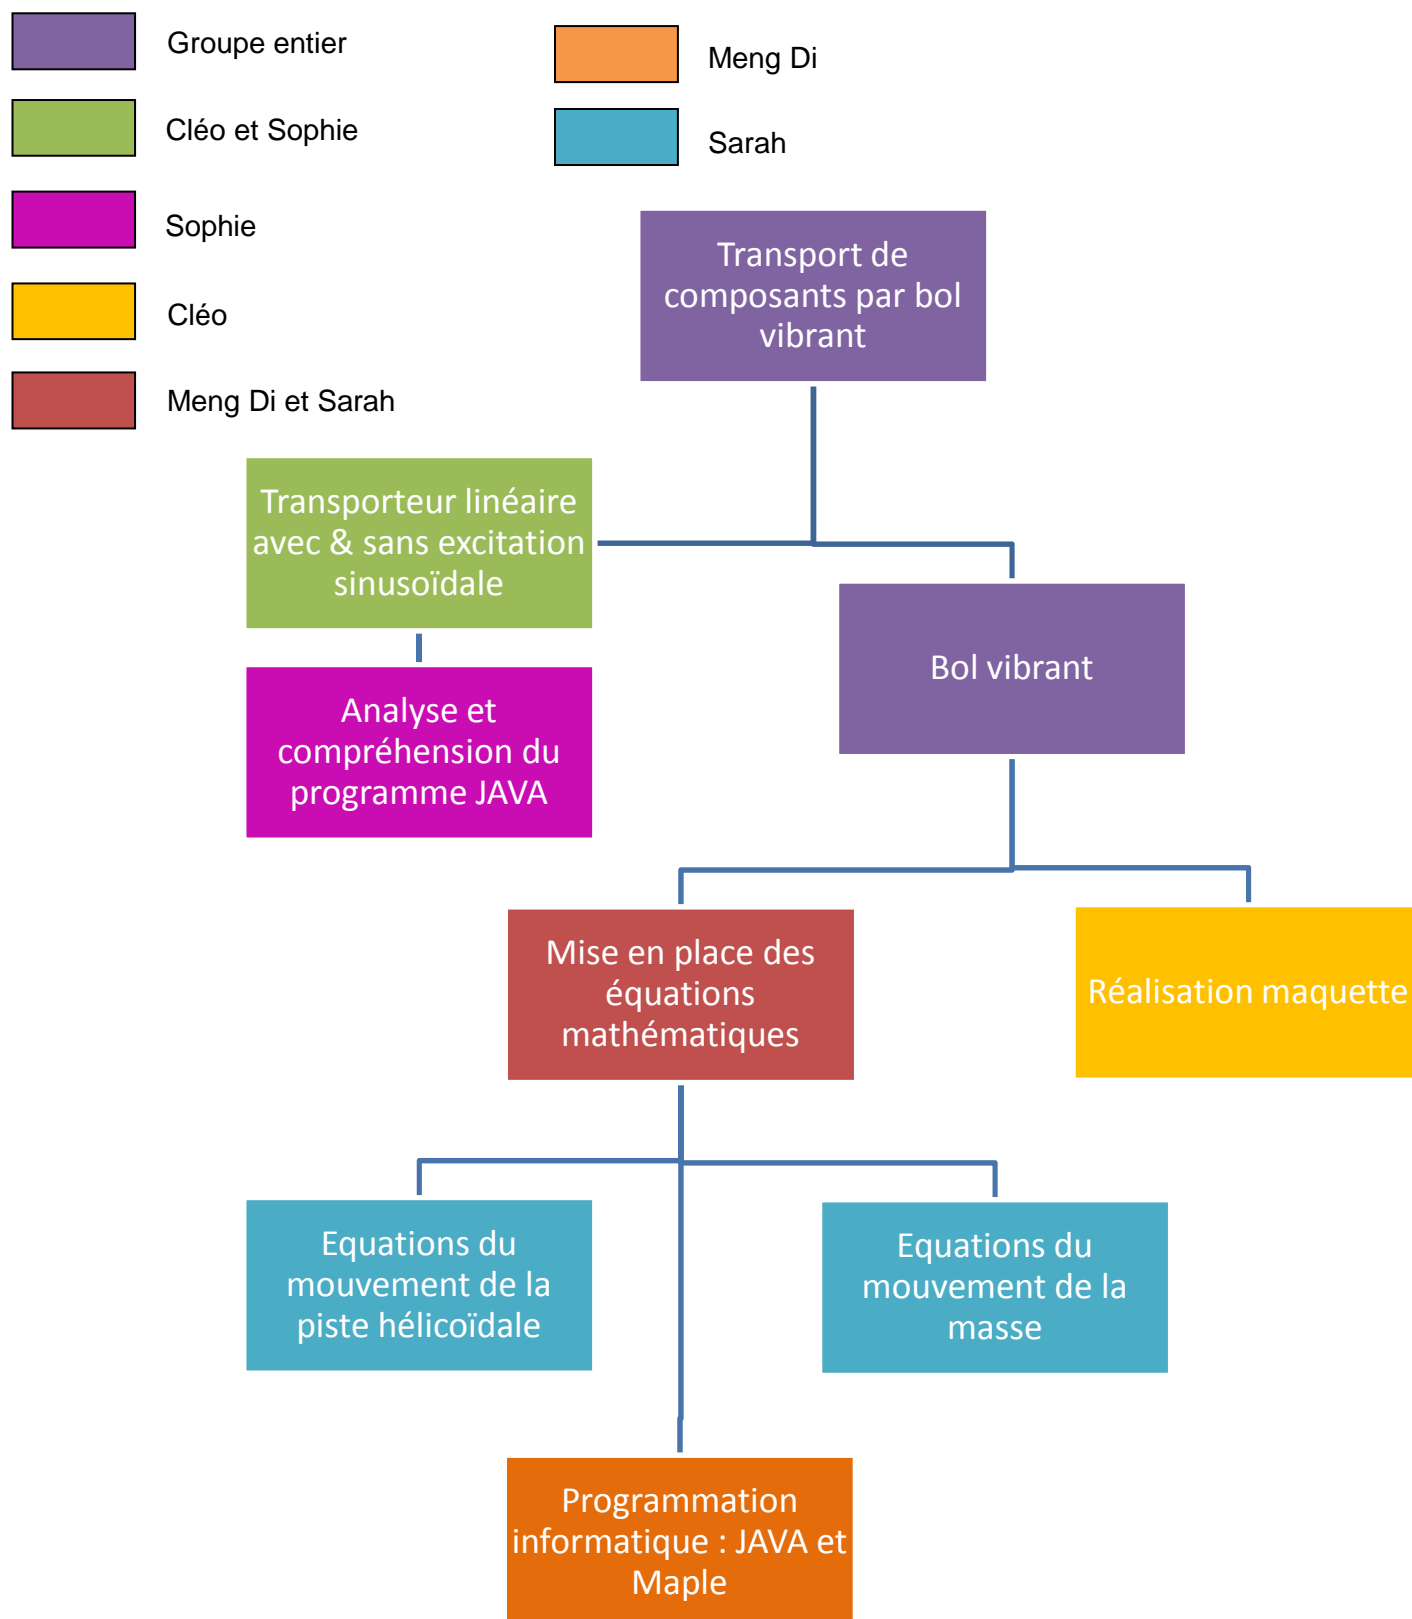 Groupe entier
Cléo et Sophie
Sophie
Cléo
Meng Di et Sarah
Meng Di
Sarah
Transport de
composants par bol
vibrant
Transporteur linéaire
avec & sans excitation
sinusoïdale
Analyse et
compréhension du
programme JAVA
Bol vibrant
Mise en place des
équations
mathématiques
Réalisation maquette
Equations du
mouvement de la
piste hélicoïdale
Equations du
mouvement de la
masse
Programmation
informatique : JAVA et
Maple